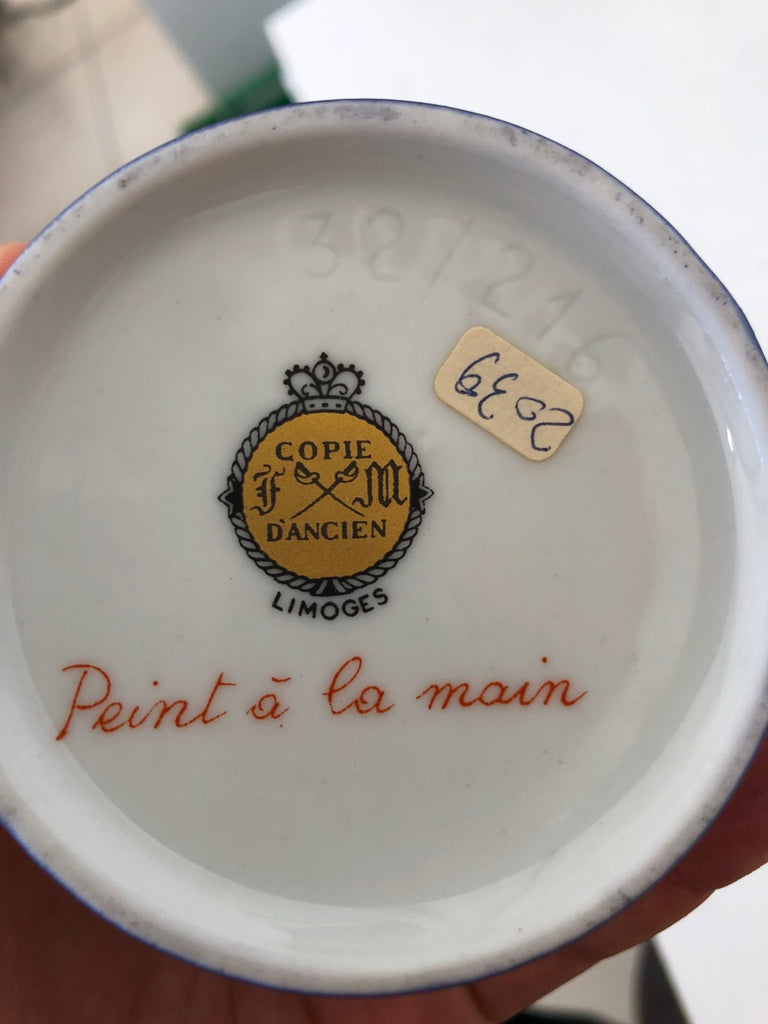 32/216
2039
COPIE
F M
D'ANCIEN
LIMOGES
Peint à la main